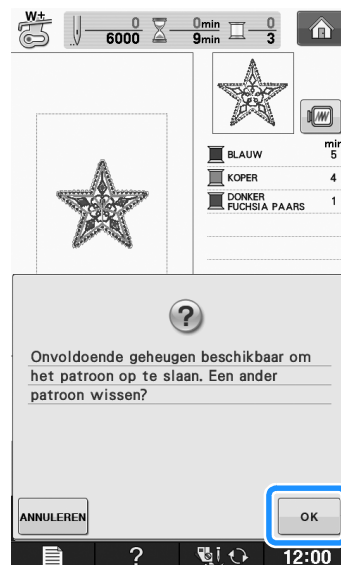 W±
0
6000
0min
9min
0
3
min
BLAUW 5
KOPER 4
DONKER
FUCHSIA PAARS 1
?
Onvoldoende geheugen beschikbaar om
het patroon op te slaan. Een ander
patroon wissen?
ANNULEREN
OK
?
12:00